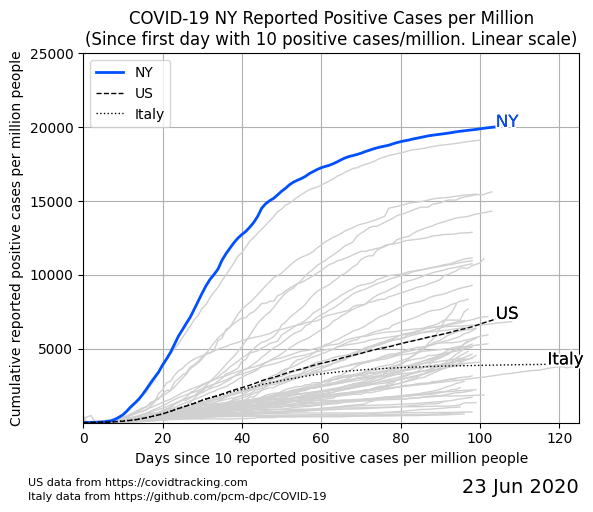 COVID-19 NY Reported Positive Cases per Million
(Since first day with 10 positive cases/million. Linear scale)
Cumulative reported positive cases per million people
25000
20000
15000
10000
5000
NY
US
Italy
NY
US
Italy
0
20
40
60
80
100
120
Days since 10 reported positive cases per million people
US data from https://covidtracking.com
Italy data from https://github.com/pcm-dpc/COVID-19
23 Jun 2020